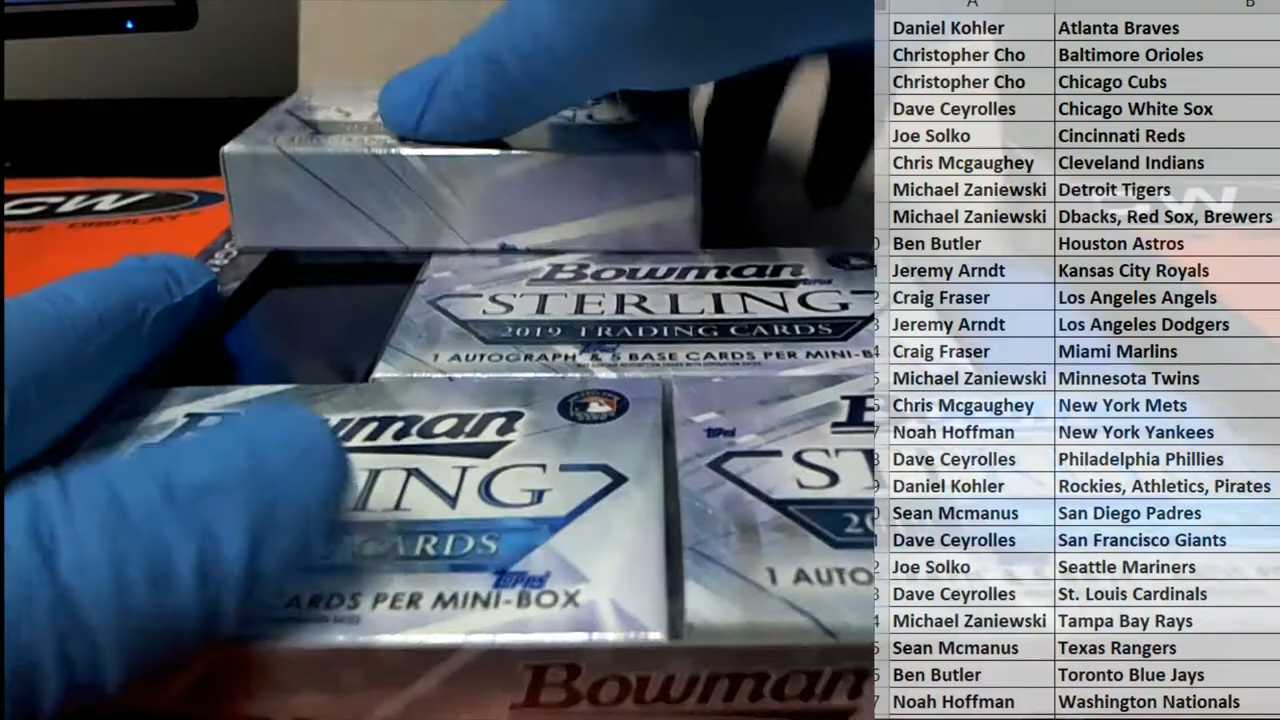 A B
Daniel Kohler Atlanta Braves
Christopher Cho Baltimore Orioles
Christopher Cho Chicago Cubs
Dave Ceyrolles Chicago White Sox
Joe Solko Cincinnati Reds
Chris Mcgaughey Cleveland Indians
Michael Zaniewski Detroit Tigers
Michael Zaniewski Dbacks, Red Sox, Brewers
Ben Butler Houston Astros
Jeremy Arndt Kansas City Royals
Craig Fraser Los Angeles Angels
Jeremy Arndt Los Angeles Dodgers
Craig Fraser Miami Marlins
Michael Zaniewski Minnesota Twins
Chris Mcgaughey New York Mets
Noah Hoffman New York Yankees
Dave Ceyrolles Philadelphia Phillies
Daniel Kohler Rockies, Athletics, Pirates
Sean Mcmanus San Diego Padres
Dave Ceyrolles San Francisco Giants
Joe Solko Seattle Mariners
Dave Ceyrolles St. Louis Cardinals
Michael Zaniewski Tampa Bay Rays
Sean Mcmanus Texas Rangers
Ben Butler Toronto Blue Jays
Noah Hoffman Washington Nationals
CW
DISPLAY
Bowman
STERLING
2019 TRADING CARDS
1 AUTOGRAPH & 5 BASE CARDS PER MINI-B
wman
ING
CARDS
Topps
ARDS PER MINI-BOX
Topps
ST
20
1 AUTO
Bowman